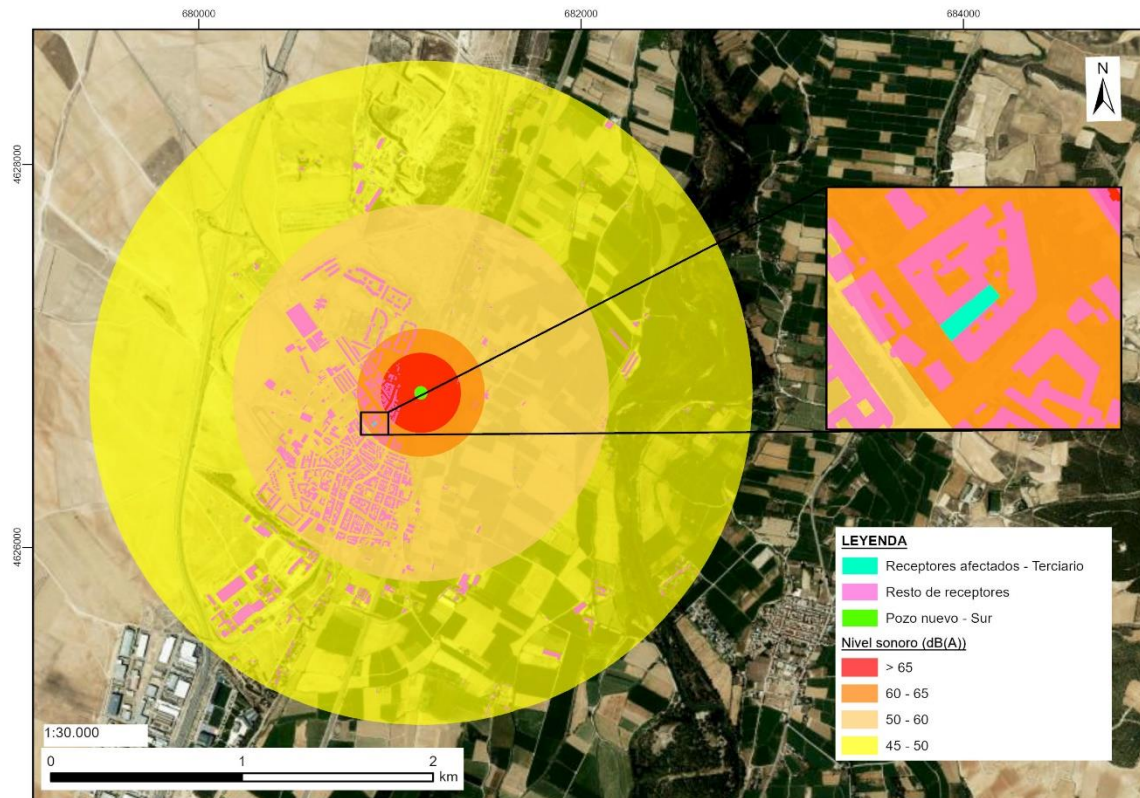 680000
682000
684000
4628000
4626000
N
LEYENDA
Receptores afectados - Terciario
Resto de receptores
Pozo nuevo - Sur
Nivel sonoro (dB(A))
> 65
60 - 65
50 - 60
45 - 50
1:30.000
0 1 2
km